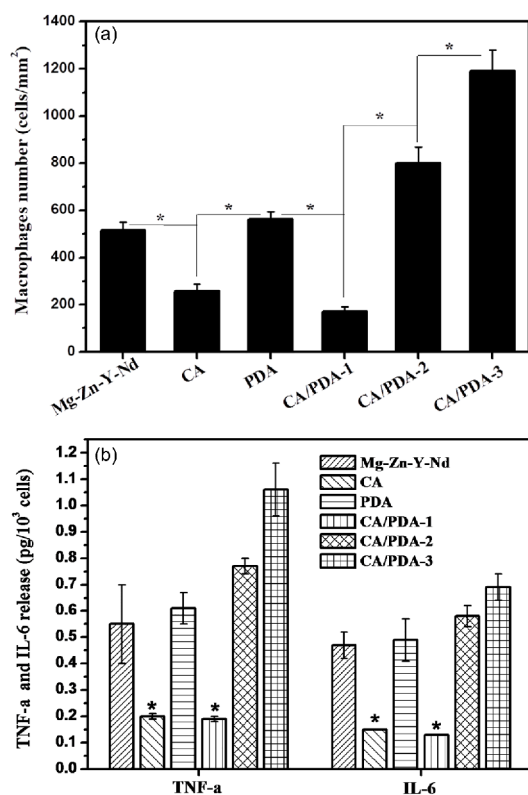 (a)
Macrophages number (cells/mm²)
1400
1200
1000
800
600
400
200
0
*
*
*
*
*
Mg-Zn-Y-Nd
CA
PDA
CA/PDA-1
CA/PDA-2
CA/PDA-3
(b)
TNF-a and IL-6 release (pg/10³ cells)
1.2
1.1
1.0
0.9
0.8
0.7
0.6
0.5
0.4
0.3
0.2
0.1
0.0
Mg-Zn-Y-Nd
CA
PDA
CA/PDA-1
CA/PDA-2
CA/PDA-3
*
*
*
*
TNF-a
IL-6